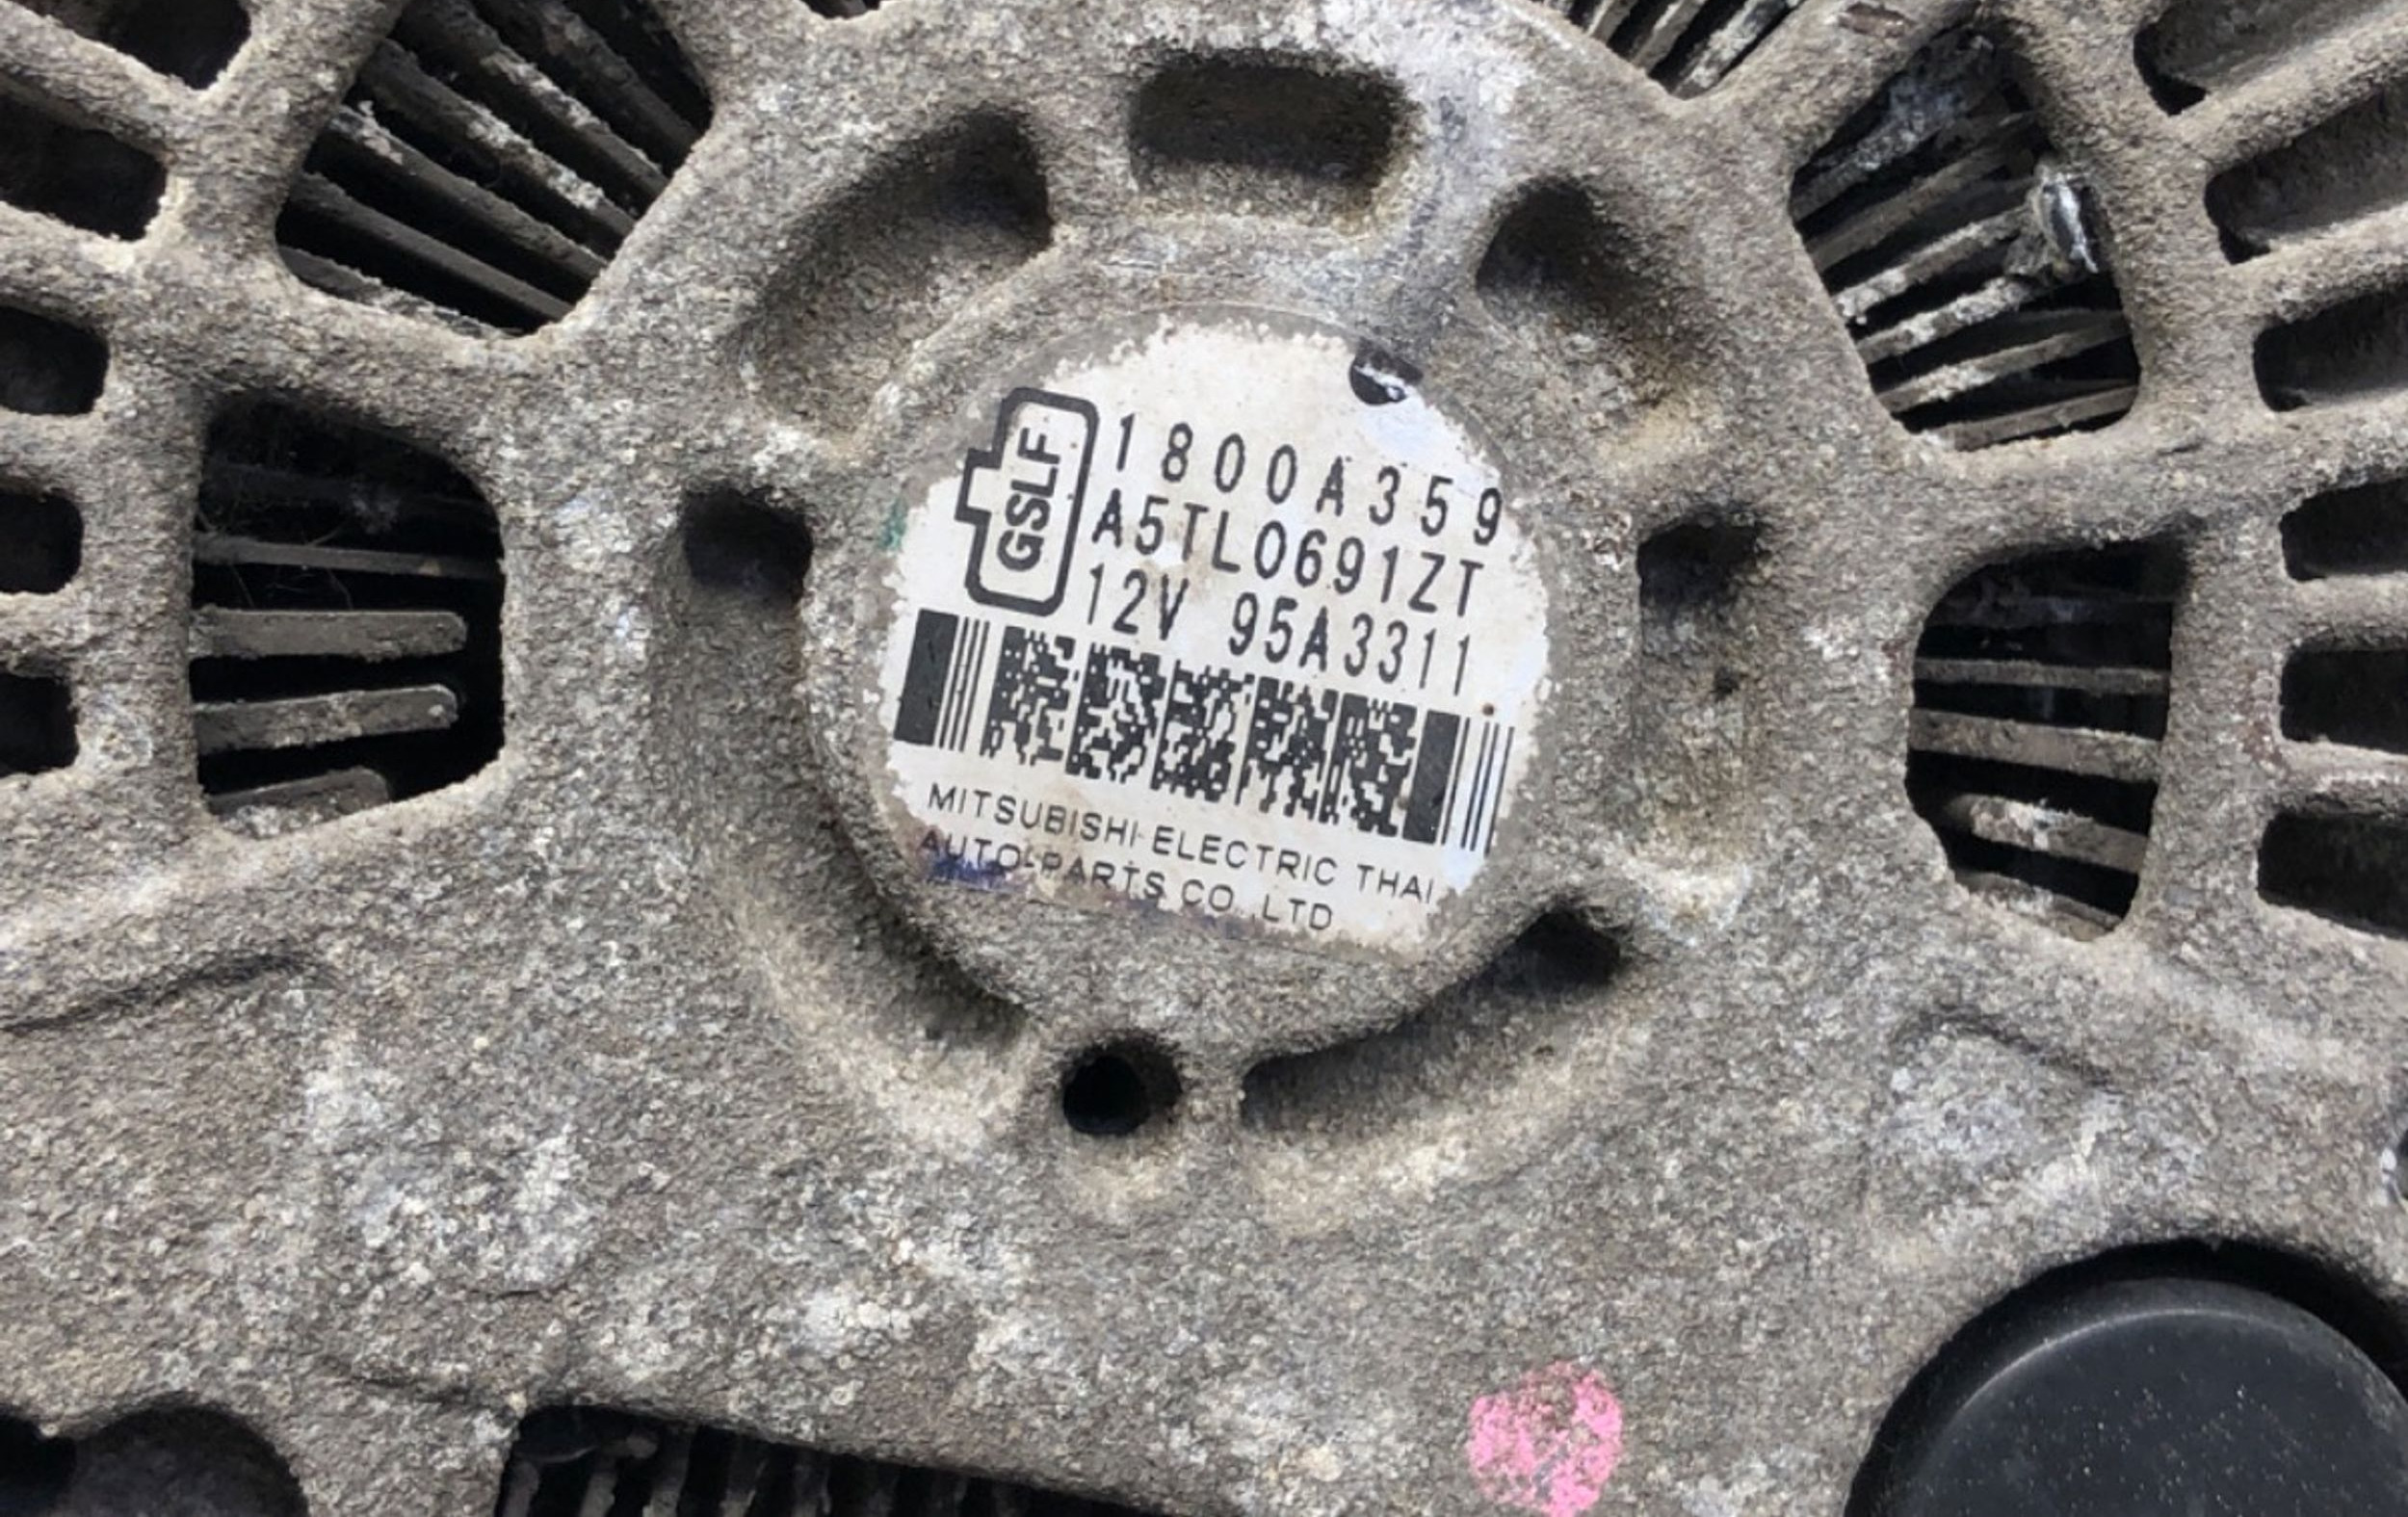 GSLF
1800A359
A5TL0691ZT
12V 95A3311
MITSUBISHI ELECTRIC THAI
AUTO-PARTS CO.,LTD